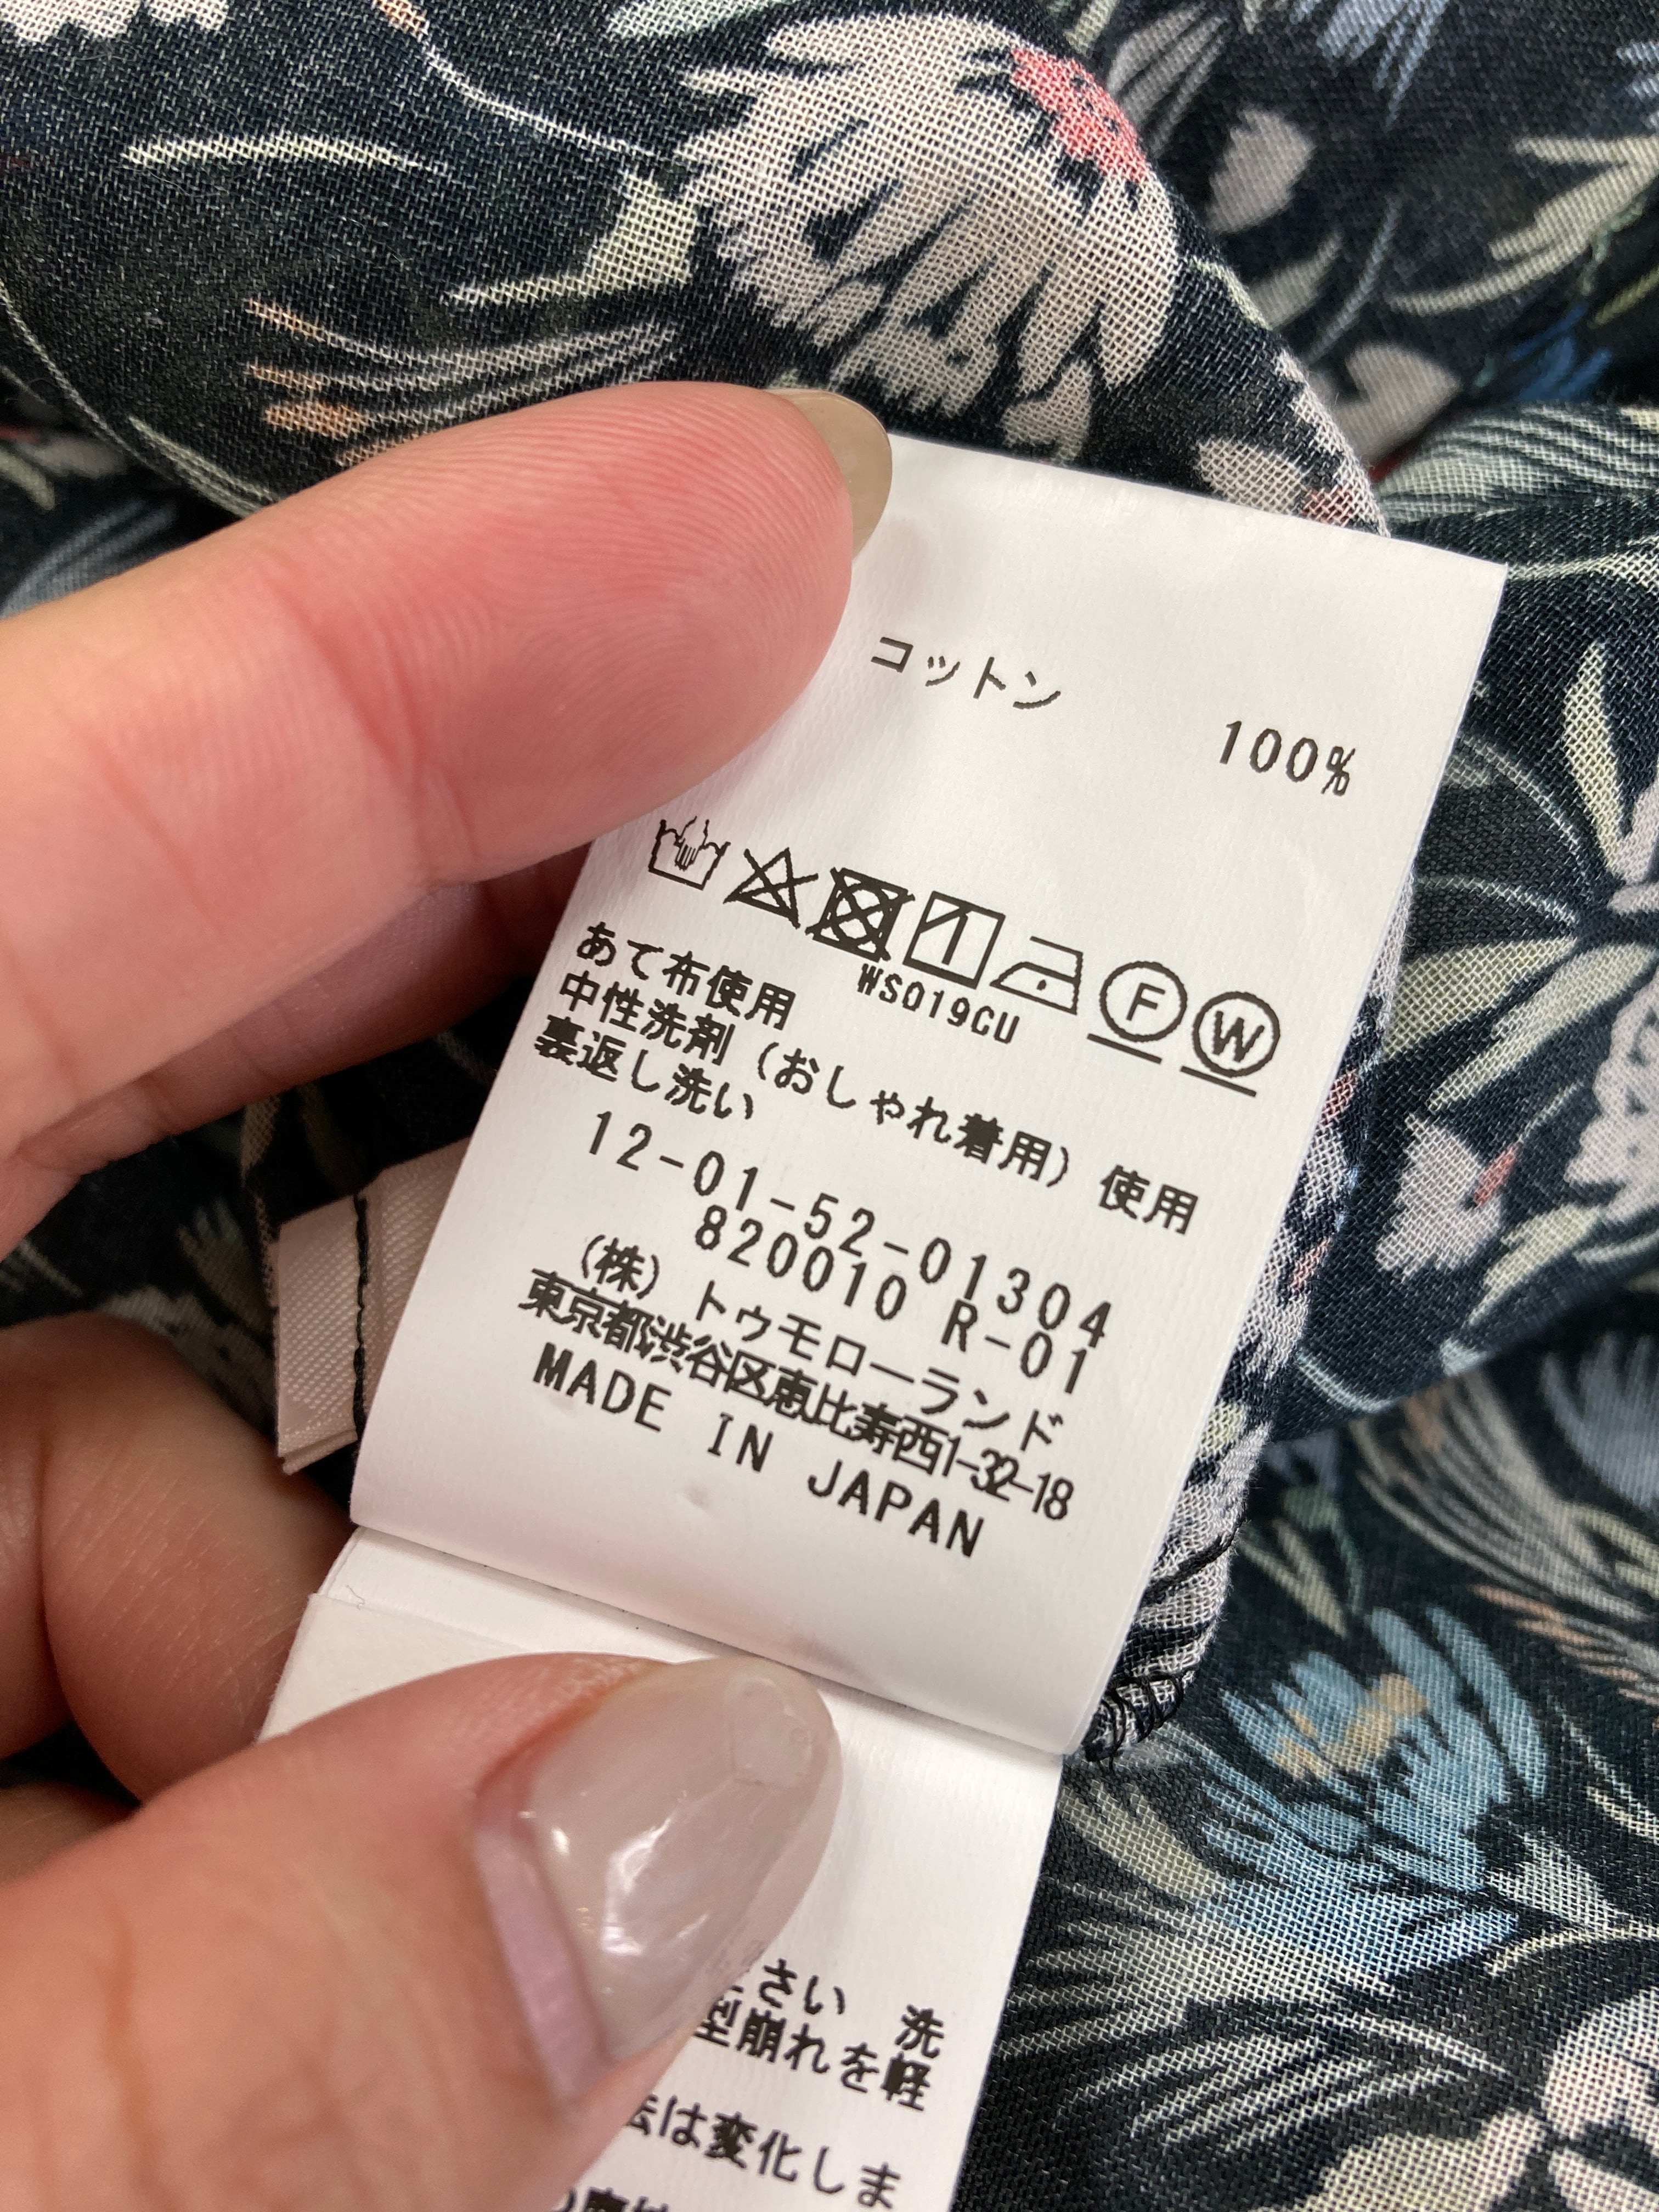 コットン
100%
F W
WS019CU
あて布使用
中性洗剤(おしゃれ着用)使用
裏返し洗い
12-01-52-01304
820010 R-01
(株)トゥモローランド
東京都渋谷区恵比寿西1-32-18
MADE IN JAPAN
さい 洗
型崩れを軽
は変化しま